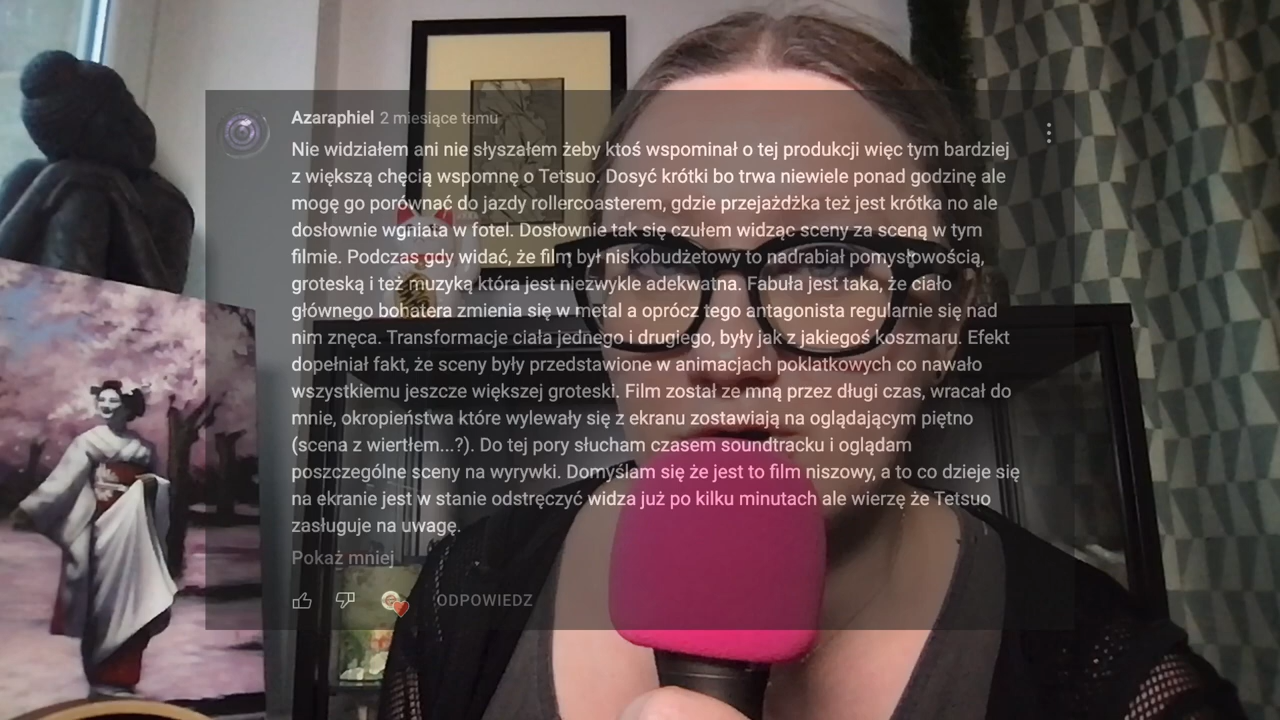 Azaraphiel 2 miesiące temu
Nie widziałem ani nie słyszałem żeby ktoś wspominał o tej produkcji więc tym bardziej
z większą chęcią wspomnę o Tetsuo. Dosyć krótki bo trwa niewiele ponad godzinę ale
mogę go porównać do jazdy rollercoasterem, gdzie przejażdżka też jest krótka no ale
dosłownie wgniata w fotel. Dosłownie tak się czułem widząc sceny za sceną w tym
filmie. Podczas gdy widać, że film był niskobudżetowy to nadrabiał pomysłowością,
groteską i też muzyką która jest niezwykle adekwatna. Fabuła jest taka, że ciało
głównego bohatera zmienia się w metal a oprócz tego antagonista regularnie się nad
nim znęca. Transformacje ciała jednego i drugiego, były jak z jakiegoś koszmaru. Efekt
dopełniał fakt, że sceny były przedstawione w animacjach poklatkowych co nawało
wszystkiemu jeszcze większej groteski. Film został ze mną przez długi czas, wracał do
mnie, okropieństwa które wylewały się z ekranu zostawiają na oglądającym piętno
(scena z wiertłem...?). Do tej pory słucham czasem soundtracku i oglądam
poszczególne sceny na wyrywki. Domyślam się że jest to film niszowy, a to co dzieje się
na ekranie jest w stanie odstręczyć widza już po kilku minutach ale wierzę że Tetsuo
zasługuje na uwagę.
Pokaż mniej
ODPOWIEDZ